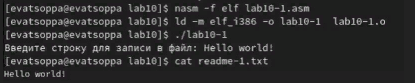 [evatsoppa@evatsoppa lab10]$ nasm -f elf lab10-1.asm
[evatsoppa@evatsoppa lab10]$ ld -m elf_i386 -o lab10-1  lab10-1.o
[evatsoppa@evatsoppa lab10]$ ./lab10-1
Введите строку для записи в файл: Hello world!
[evatsoppa@evatsoppa lab10]$ cat readme-1.txt
Hello world!